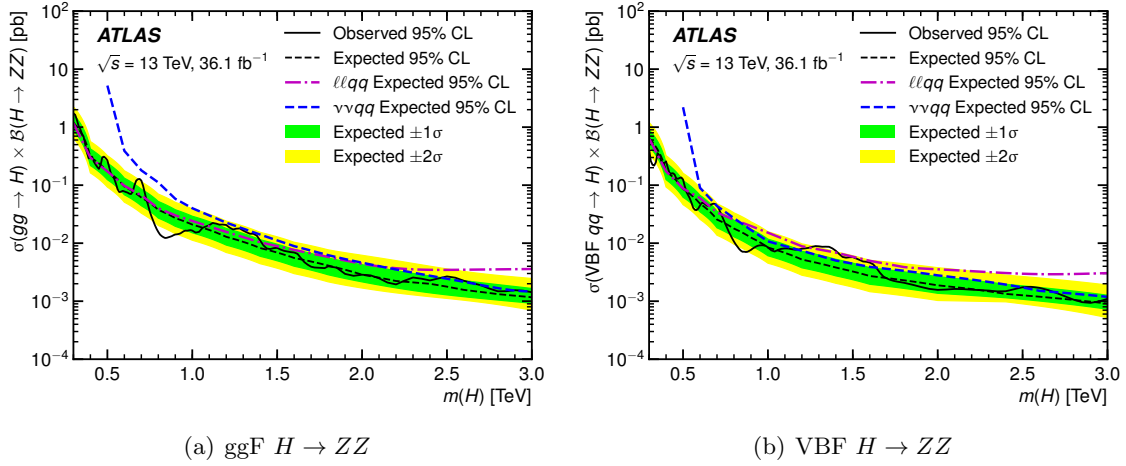 σ(gg → H) × B(H → ZZ) [pb]
10²
10
1
10⁻¹
10⁻²
10⁻³
10⁻⁴
ATLAS
√s = 13 TeV, 36.1 fb⁻¹
Observed 95% CL
Expected 95% CL
ℓℓqq Expected 95% CL
ννqq Expected 95% CL
Expected ±1σ
Expected ±2σ
0.5 1.0 1.5 2.0 2.5 3.0
m(H) [TeV]
(a) ggF H → ZZ
σ(VBF qq → H) × B(H → ZZ) [pb]
10²
10
1
10⁻¹
10⁻²
10⁻³
10⁻⁴
ATLAS
√s = 13 TeV, 36.1 fb⁻¹
Observed 95% CL
Expected 95% CL
ℓℓqq Expected 95% CL
ννqq Expected 95% CL
Expected ±1σ
Expected ±2σ
0.5 1.0 1.5 2.0 2.5 3.0
m(H) [TeV]
(b) VBF H → ZZ